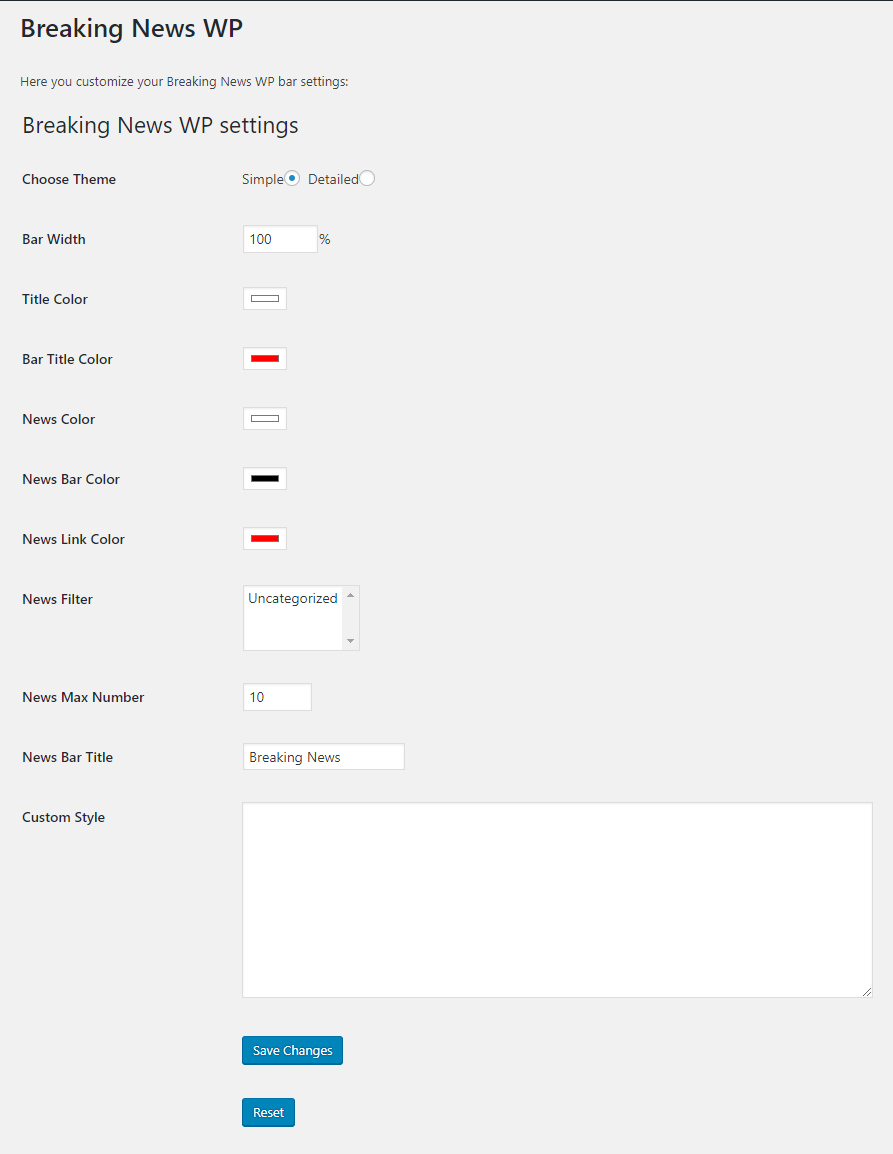 Breaking News WP
Here you customize your Breaking News WP bar settings:
Breaking News WP settings
Choose Theme Simple Detailed
Bar Width 100 %
Title Color
Bar Title Color
News Color
News Bar Color
News Link Color
News Filter Uncategorized
News Max Number 10
News Bar Title Breaking News
Custom Style
Save Changes
Reset